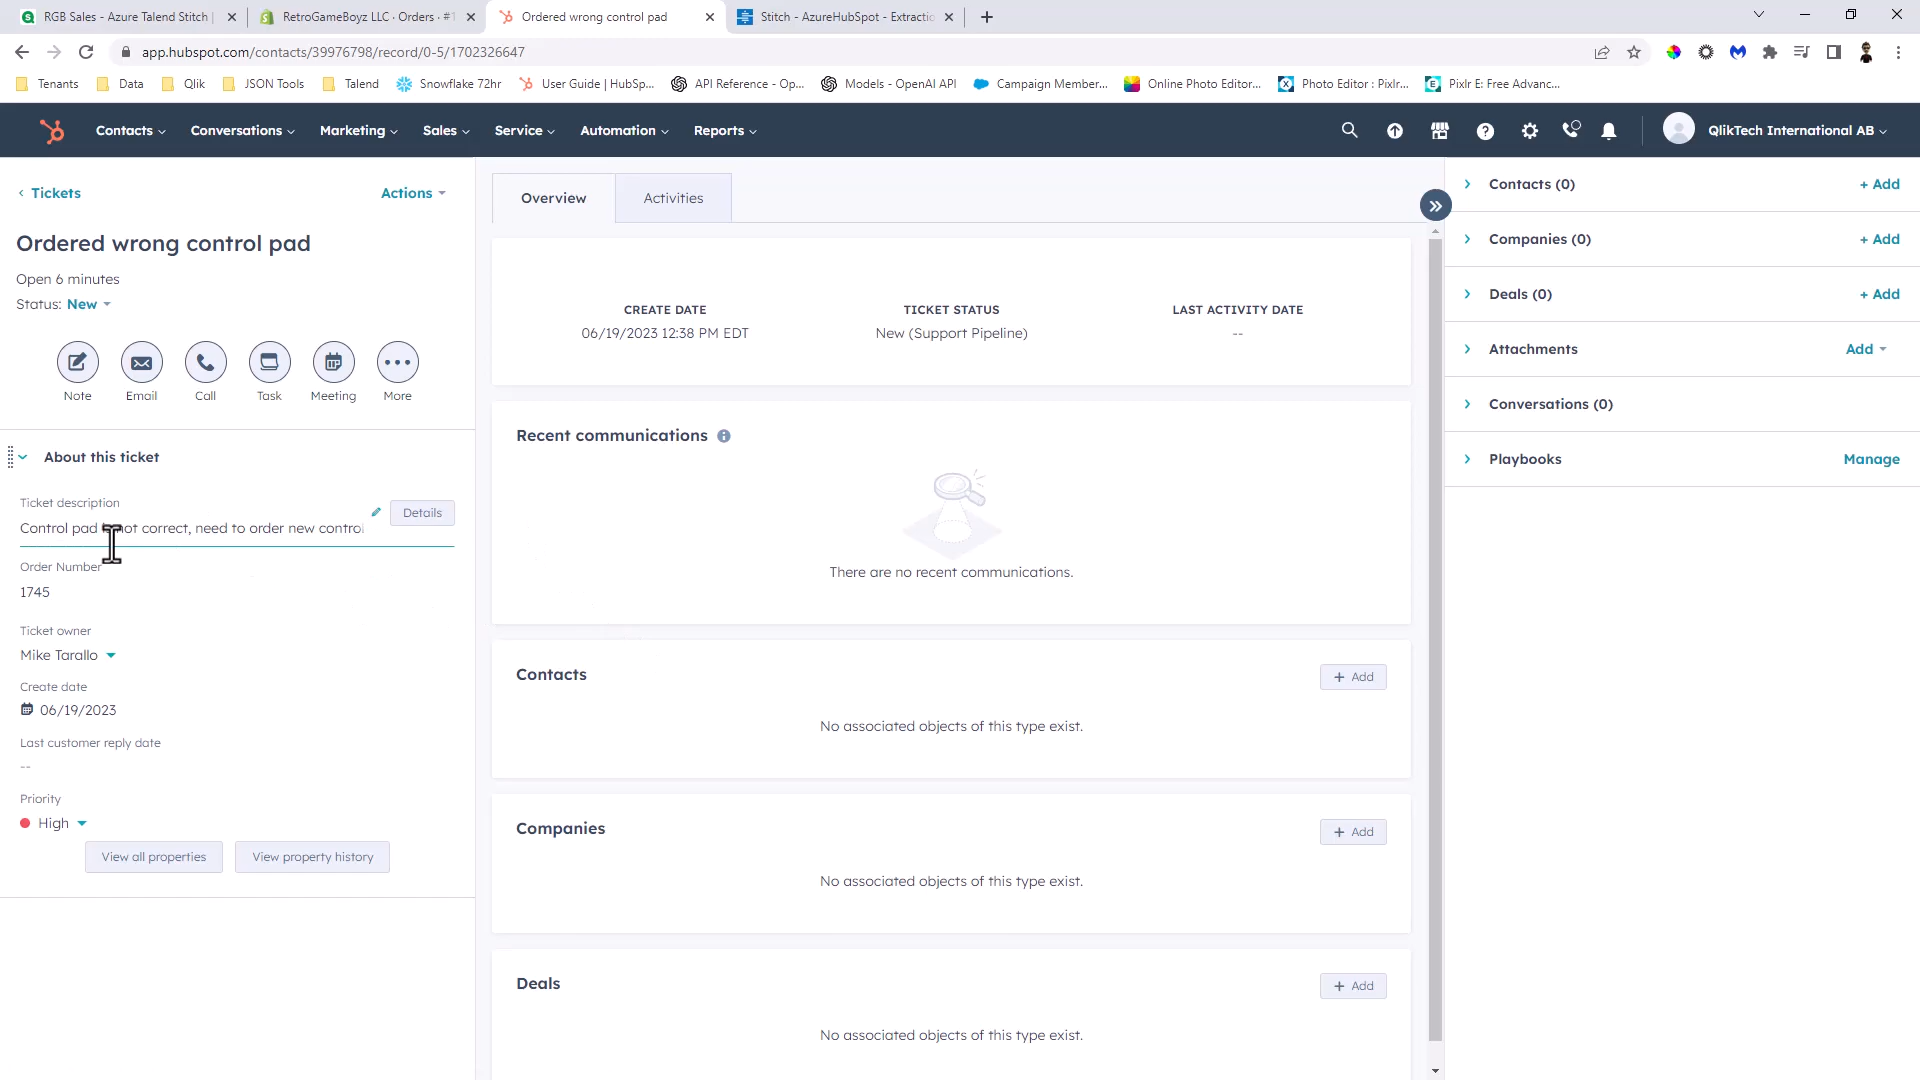 RGB Sales - Azure Talend Stitch |
RetroGameBoyz LLC · Orders · #1
Ordered wrong control pad
Stitch - AzureHubSpot - Extractio
app.hubspot.com/contacts/39976798/record/0-5/1702326647
Tenants
Data
Qlik
JSON Tools
Talend
Snowflake 72hr
User Guide | HubSp...
API Reference - Op...
Models - OpenAI API
Campaign Member...
Online Photo Editor...
Photo Editor : Pixlr...
Pixlr E: Free Advanc...
Contacts
Conversations
Marketing
Sales
Service
Automation
Reports
QlikTech International AB
Tickets
Actions
Ordered wrong control pad
Open 6 minutes
Status: New
Note
Email
Call
Task
Meeting
More
About this ticket
Ticket description
Control pad not correct, need to order new control
Details
Order Number
1745
Ticket owner
Mike Tarallo
Create date
06/19/2023
Last customer reply date
--
Priority
High
View all properties
View property history
Overview
Activities
CREATE DATE
06/19/2023 12:38 PM EDT
TICKET STATUS
New (Support Pipeline)
LAST ACTIVITY DATE
--
Recent communications
There are no recent communications.
Contacts
+ Add
No associated objects of this type exist.
Companies
+ Add
No associated objects of this type exist.
Deals
+ Add
No associated objects of this type exist.
Contacts (0)
+ Add
Companies (0)
+ Add
Deals (0)
+ Add
Attachments
Add
Conversations (0)
Playbooks
Manage